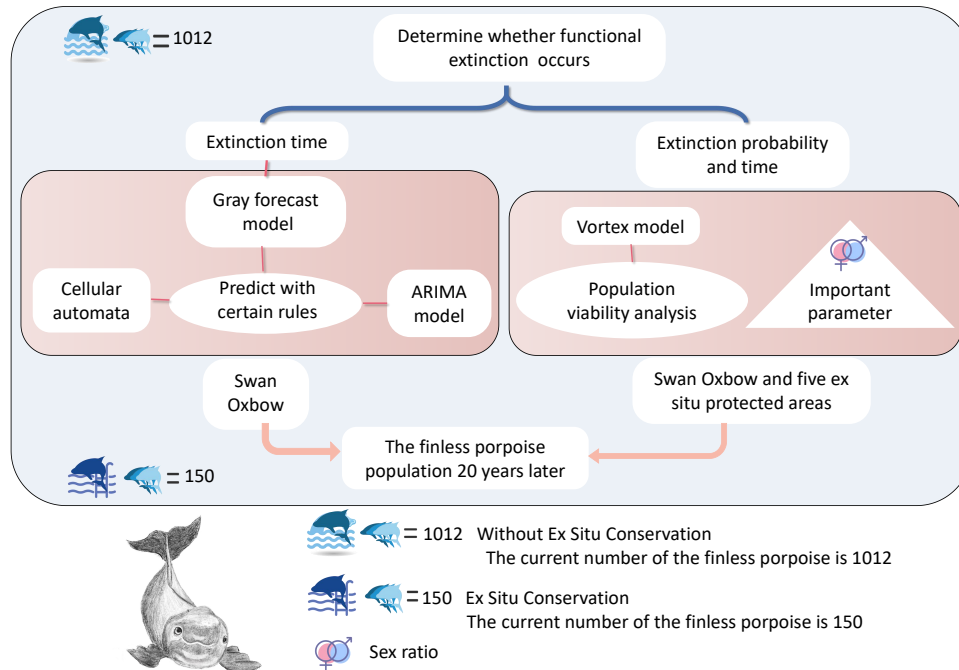 = 1012
Determine whether functional
extinction occurs
Extinction time
Extinction probability
and time
Gray forecast
model
Cellular
automata
Predict with
certain rules
ARIMA
model
Vortex model
Population
viability analysis
Important
parameter
Swan
Oxbow
Swan Oxbow and five ex
situ protected areas
The finless porpoise
population 20 years later
= 150
= 1012 Without Ex Situ Conservation
The current number of the finless porpoise is 1012
= 150 Ex Situ Conservation
The current number of the finless porpoise is 150
Sex ratio